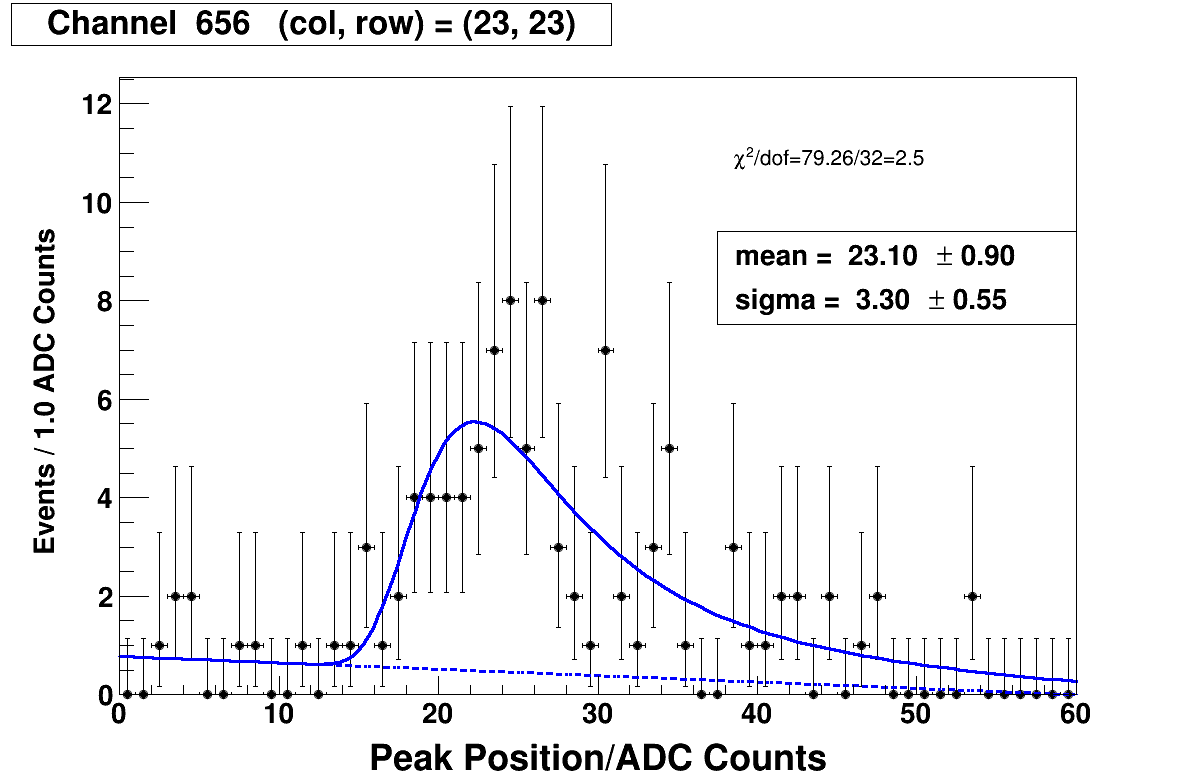 Channel 656 (col, row) = (23, 23)
χ²/dof=79.26/32=2.5
mean = 23.10 ± 0.90
sigma = 3.30 ± 0.55
Events / 1.0 ADC Counts
12
10
8
6
4
2
0
0 10 20 30 40 50 60
Peak Position/ADC Counts